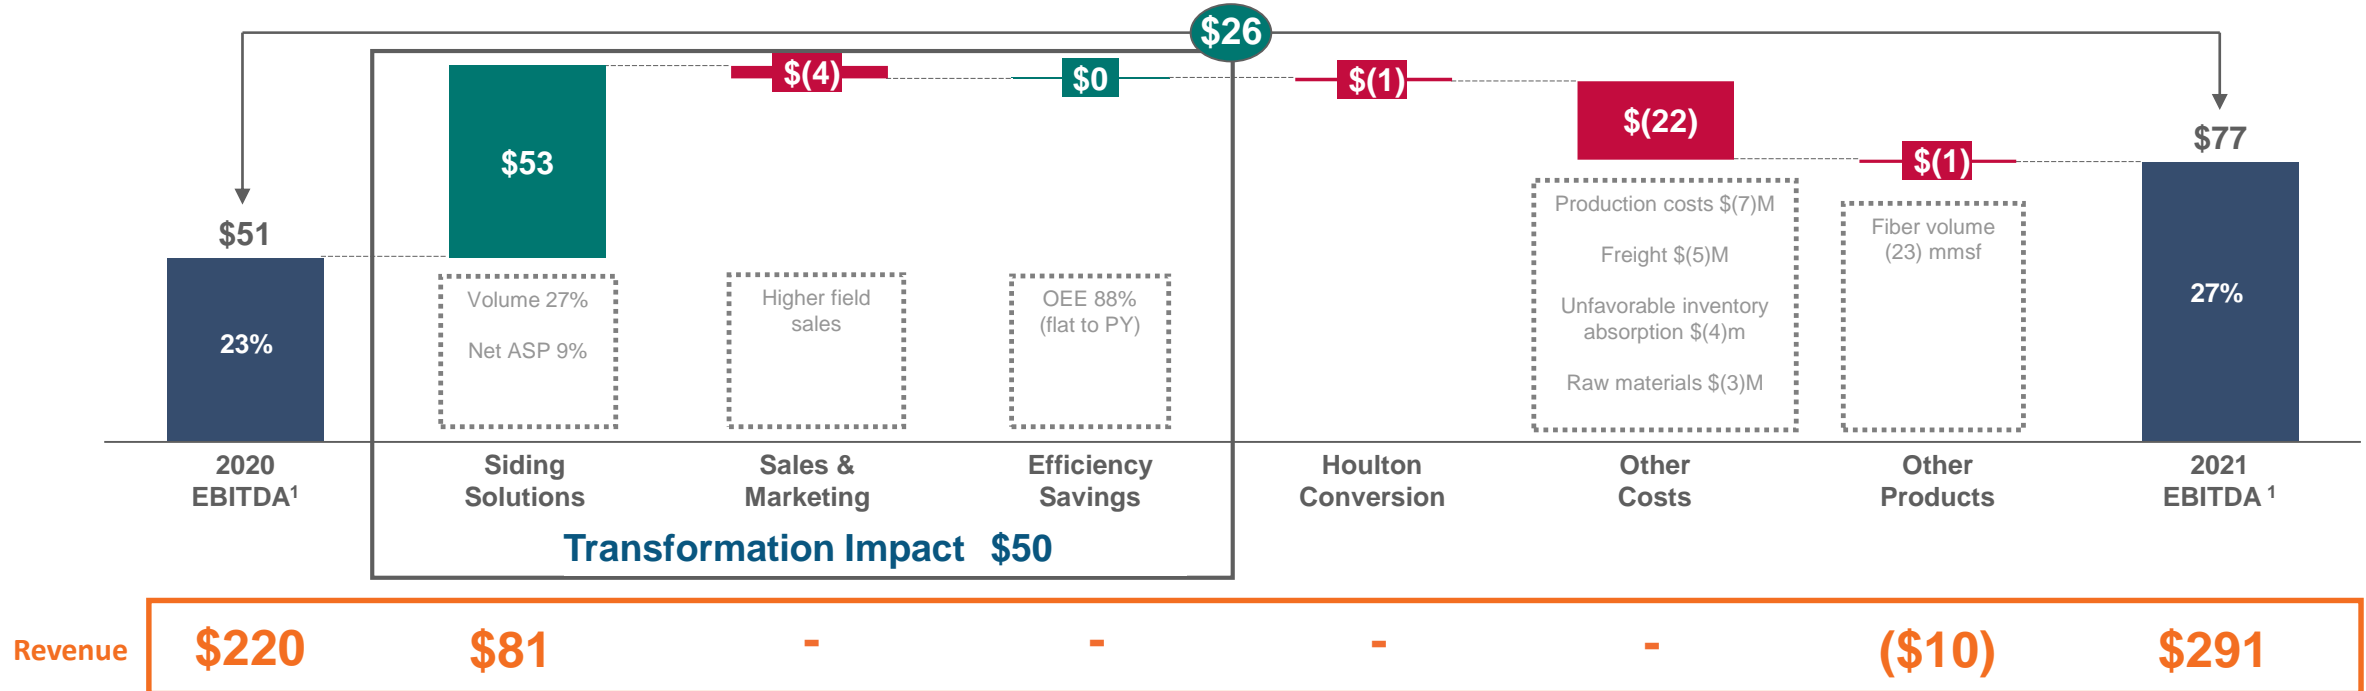 $26
$51
23%
$53
$(4)
$0
$(1)
$(22)
$(1)
$77
27%
Volume 27%
Net ASP 9%
Higher field
sales
OEE 88%
(flat to PY)
Production costs $(7)M
Freight $(5)M
Unfavorable inventory
absorption $(4)m
Raw materials $(3)M
Fiber volume
(23) mmsf
2020
EBITDA¹
Siding
Solutions
Sales &
Marketing
Efficiency
Savings
Houlton
Conversion
Other
Costs
Other
Products
2021
EBITDA ¹
Transformation Impact $50
Revenue $220 $81 - - - - ($10) $291